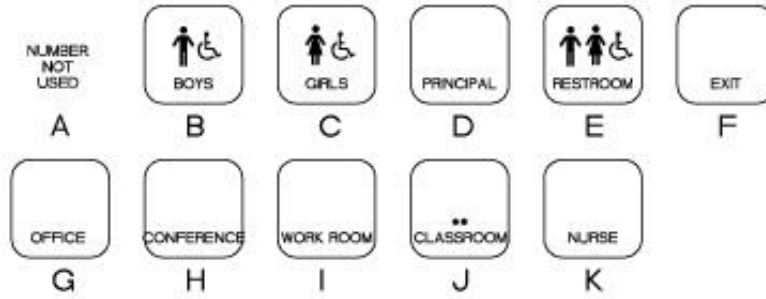 NUMBER
NOT
USED
BOYS
GIRLS
PRINCIPAL
RESTROOM
EXIT
A B C D E F
OFFICE
CONFERENCE
WORK ROOM
CLASSROOM
NURSE
G H I J K